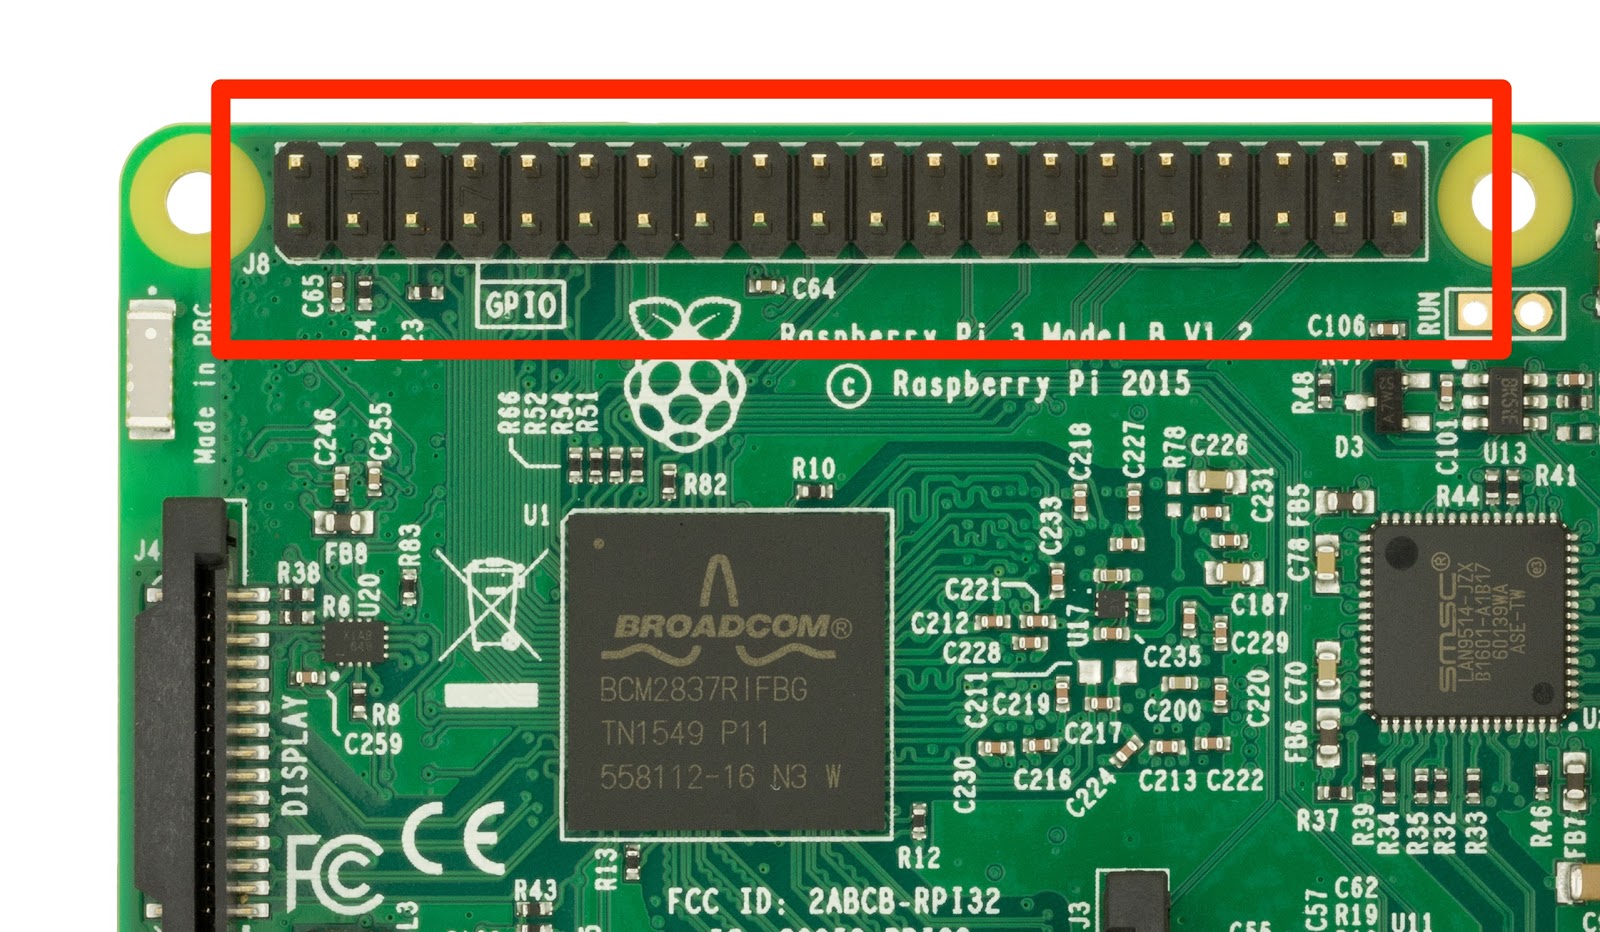 J8
C65
C64
GPIO
RUN
C106
Raspberry Pi 3 Model B V1.2
© Raspberry Pi 2015
Made in PRC
R48
D3
C101
U13
R41
R44
C246
C255
R66
R52
R54
R51
R82
R10
C218
C227
R78
C226
C231
FB5
U1
C233
C78
J4
FB8
R83
R38
R6
U20
BROADCOM®
BCM2837RIFBG
TN1549 P11
558112-16 N3 W
C221
C212
C228
U17
C187
C229
C235
C211
C219
C220
C200
C217
C70
FB6
smsc®
LAN9514-JZX
B1601-A1B17
60139WA
ASE-TW
e3
R8
C259
DISPLAY
C230
C216
C224
C213
C222
R37
R39
R34
R35
R32
R33
R46
FB7
CE
FC
R13
R12
R43
FCC ID: 2ABCB-RPI32
J3
L3
C57
C62
R19
U11